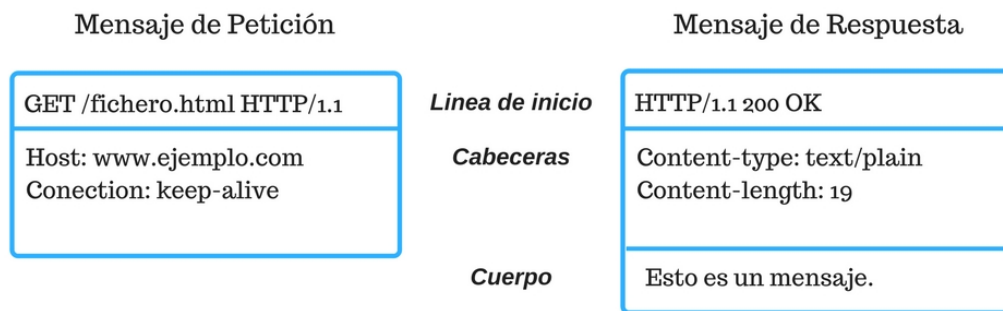 Mensaje de Petición
Mensaje de Respuesta
GET /fichero.html HTTP/1.1
Linea de inicio
HTTP/1.1 200 OK
Host: www.ejemplo.com
Cabeceras
Content-type: text/plain
Conection: keep-alive
Content-length: 19
Cuerpo
Esto es un mensaje.